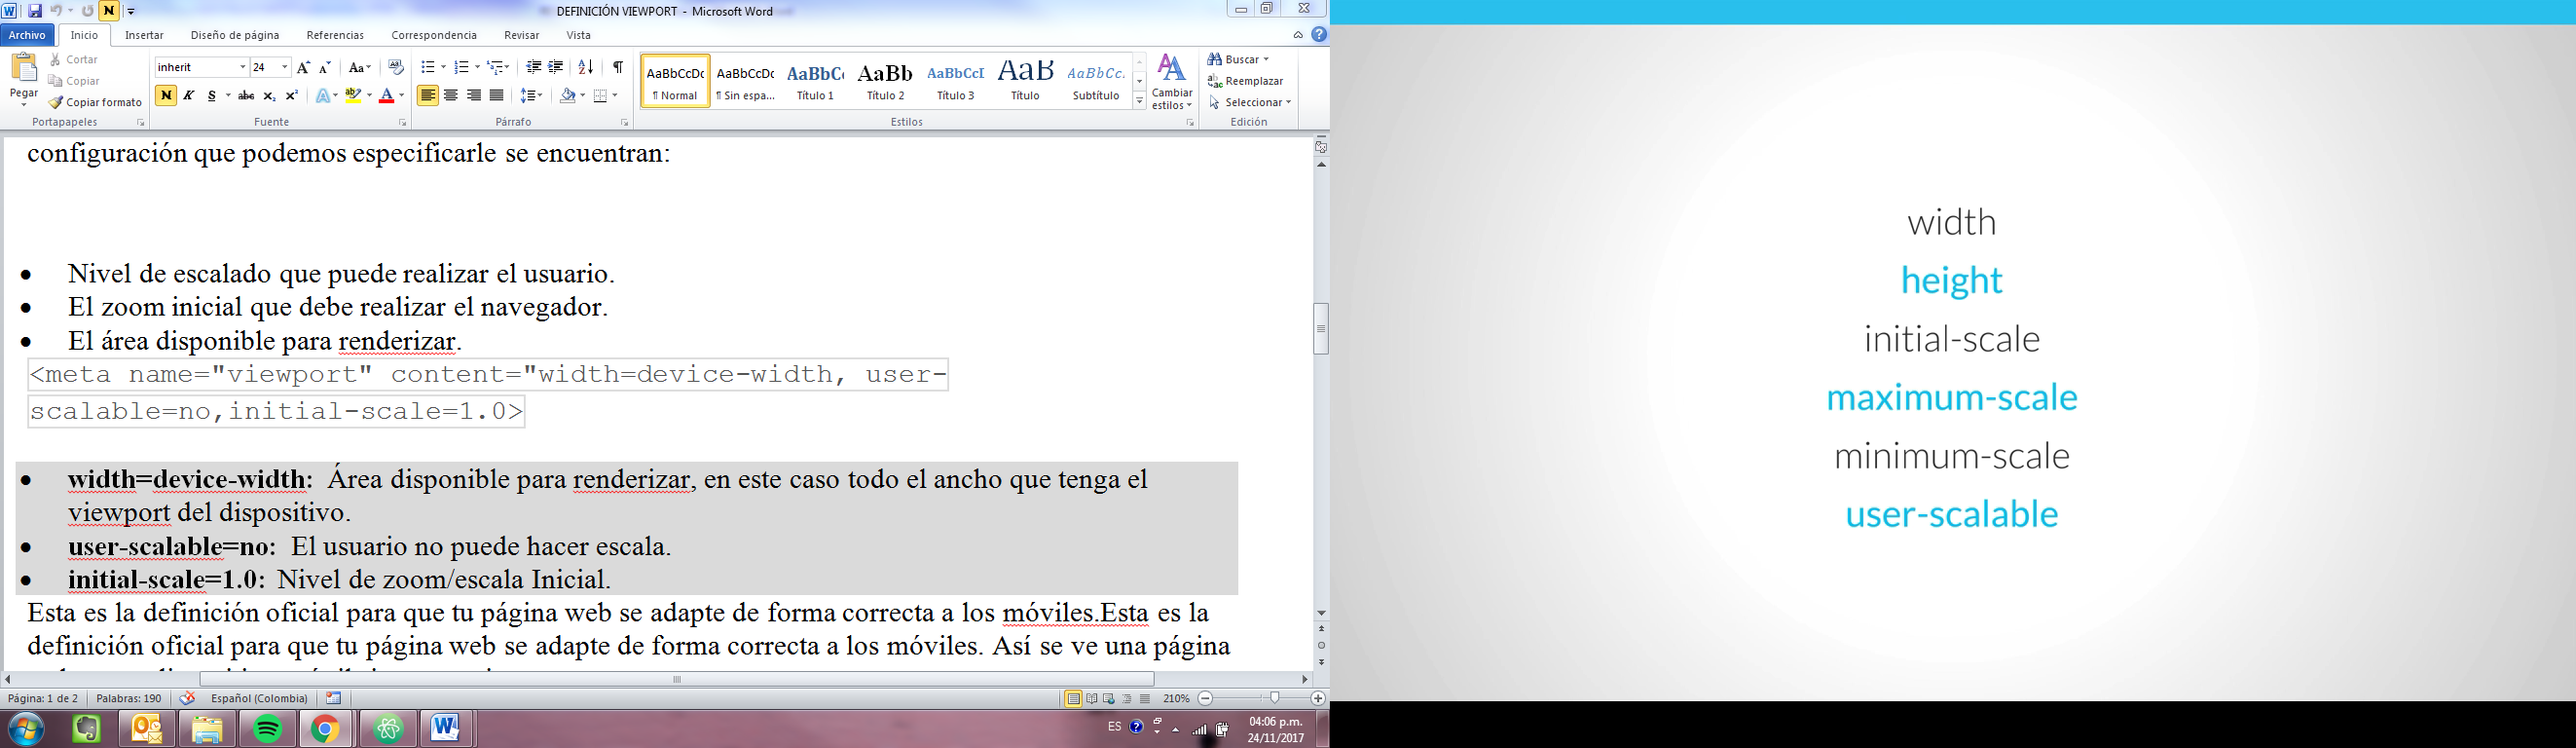 DEFINICIÓN VIEWPORT - Microsoft Word
Archivo Inicio Insertar Diseño de página Referencias Correspondencia Revisar Vista
Pegar
Cortar
Copiar
Copiar formato
Portapapeles
inherit 24
N K S abc x₂ x²
Fuente
Párrafo
AaBbCcDc AaBbCcDc AaBbC AaBb AaBbCcI AaB AaBbCc.
¶ Normal ¶ Sin espa... Título 1 Título 2 Título 3 Título Subtítulo
Estilos
Cambiar
estilos
Buscar
Reemplazar
Seleccionar
Edición
configuración que podemos especificarle se encuentran:
• Nivel de escalado que puede realizar el usuario.
• El zoom inicial que debe realizar el navegador.
• El área disponible para renderizar.
<meta name="viewport" content="width=device-width, user-
scalable=no,initial-scale=1.0>
• width=device-width: Área disponible para renderizar, en este caso todo el ancho que tenga el
viewport del dispositivo.
• user-scalable=no: El usuario no puede hacer escala.
• initial-scale=1.0: Nivel de zoom/escala Inicial.
Esta es la definición oficial para que tu página web se adapte de forma correcta a los móviles.Esta es la
definición oficial para que tu página web se adapte de forma correcta a los móviles. Así se ve una página
Página: 1 de 2 Palabras: 190 Español (Colombia) 210%
ES 04:06 p.m.
24/11/2017
width
height
initial-scale
maximum-scale
minimum-scale
user-scalable